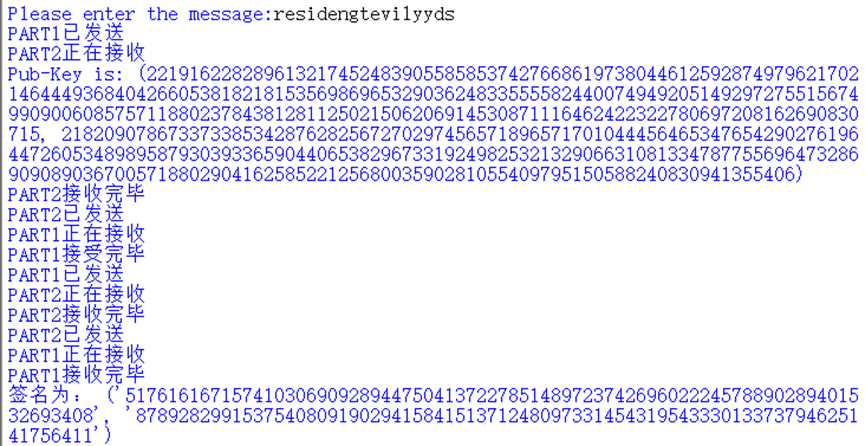 Please enter the message:residengtevilyyds
PART1已发送
PART2正在接收
Pub-Key is: (2219162282896132174524839055858537427668619738044612592874979621702
14644493684042660538182181535698696532903624833555582440074949205149297275515674
99090060857571188023784381281125021506206914530871116464242232278069720816269083​0
715, 218209078673373385342876282567270297456571896571701044456465347654290276196
44726053489895879303933659044065382967331924982532132906631081334787755696473286
90908903670057188029041625852212568003590281055409795150588240830941355406)
PART2接收完毕
PART2已发送
PART1正在接收
PART1接受完毕
PART1已发送
PART2正在接收
PART2接收完毕
PART2已发送
PART1正在接收
PART1接收完毕
签名为： ('517616167157410306909289447504137227851489723742696022245788902894015
32693408', '87892829915375408091902941584151371248097331454319543330133737946251
41756411')